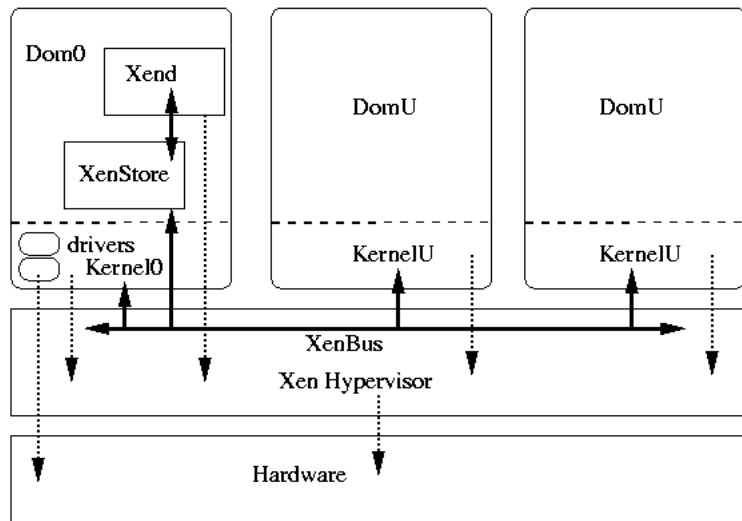 Dom0
Xend
XenStore
drivers
Kernel0
DomU
KernelU
DomU
KernelU
XenBus
Xen Hypervisor
Hardware